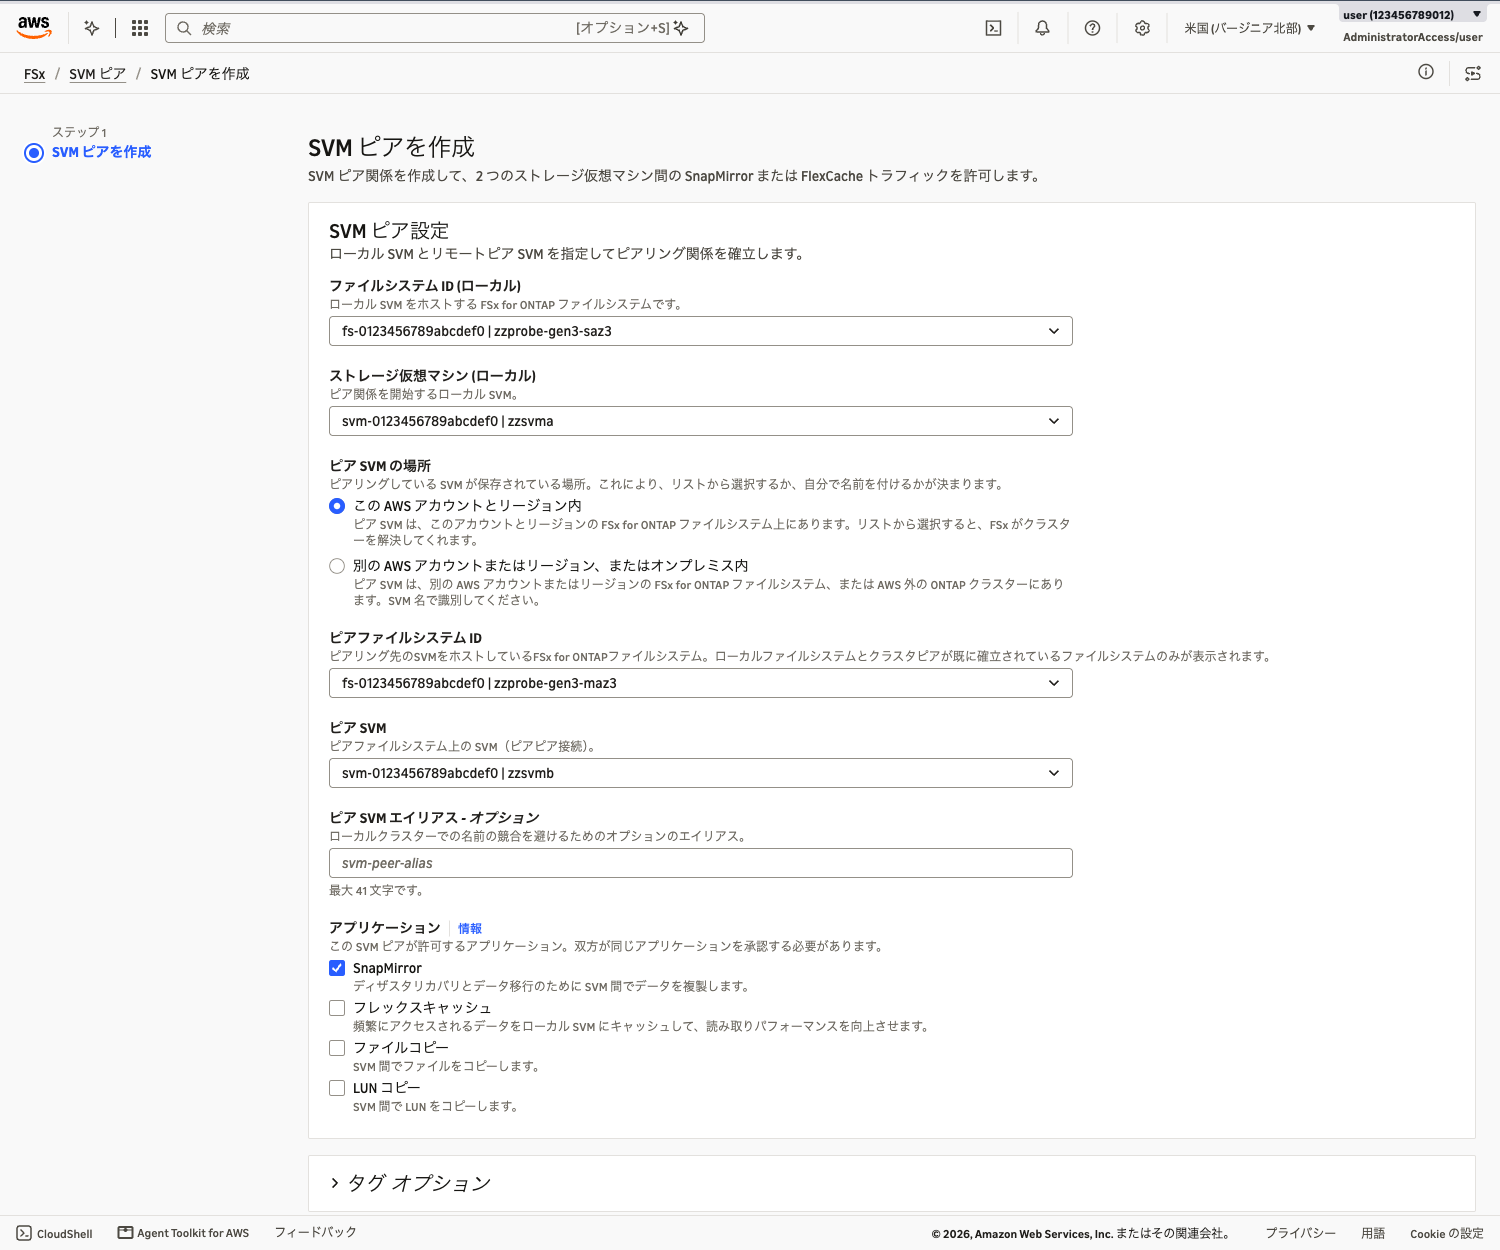 aws
検索
[オプション+S]
米国 (バージニア北部) ▼
user (123456789012) ▼
AdministratorAccess/user
FSx / SVM ピア / SVM ピアを作成
ステップ 1
SVM ピアを作成
SVM ピアを作成
SVM ピア関係を作成して、2 つのストレージ仮想マシン間の SnapMirror または FlexCache トラフィックを許可します。
SVM ピア設定
ローカル SVM とリモートピア SVM を指定してピアリング関係を確立します。
ファイルシステム ID (ローカル)
ローカル SVM をホストする FSx for ONTAP ファイルシステムです。
fs-0123456789abcdef0 | zzprobe-gen3-saz3
ストレージ仮想マシン (ローカル)
ピア関係を開始するローカル SVM。
svm-0123456789abcdef0 | zzsvma
ピア SVM の場所
ピアリングしている SVM が保存されている場所。これにより、リストから選択するか、自分で名前を付けるかが決まります。
この AWS アカウントとリージョン内
ピア SVM は、このアカウントとリージョンの FSx for ONTAP ファイルシステム上にあります。リストから選択すると、FSx がクラスタ
ーを解決してくれます。
別の AWS アカウントまたはリージョン、またはオンプレミス内
ピア SVM は、別の AWS アカウントまたはリージョンの FSx for ONTAP ファイルシステム、または AWS 外の ONTAP クラスターにあり
ます。SVM 名で識別してください。
ピアファイルシステム ID
ピアリング先のSVMをホストしているFSx for ONTAPファイルシステム。ローカルファイルシステムとクラスタピアが既に確立されているファイルシステムのみが表示されます。
fs-0123456789abcdef0 | zzprobe-gen3-maz3
ピア SVM
ピアファイルシステム上の SVM（ピアピア接続）。
svm-0123456789abcdef0 | zzsvmb
ピア SVM エイリアス - オプション
ローカルクラスターでの名前の競合を避けるためのオプションのエイリアス。
svm-peer-alias
最大 41 文字です。
アプリケーション 情報
この SVM ピアが許可するアプリケーション。双方が同じアプリケーションを承認する必要があります。
SnapMirror
ディザスタリカバリとデータ移行のために SVM 間でデータを複製します。
フレックスキャッシュ
頻繁にアクセスされるデータをローカル SVM にキャッシュして、読み取りパフォーマンスを向上させます。
ファイルコピー
SVM 間でファイルをコピーします。
LUN コピー
SVM 間で LUN をコピーします。
タグ オプション
CloudShell
Agent Toolkit for AWS
フィードバック
© 2026, Amazon Web Services, Inc. またはその関連会社。
プライバシー
用語
Cookie の設定